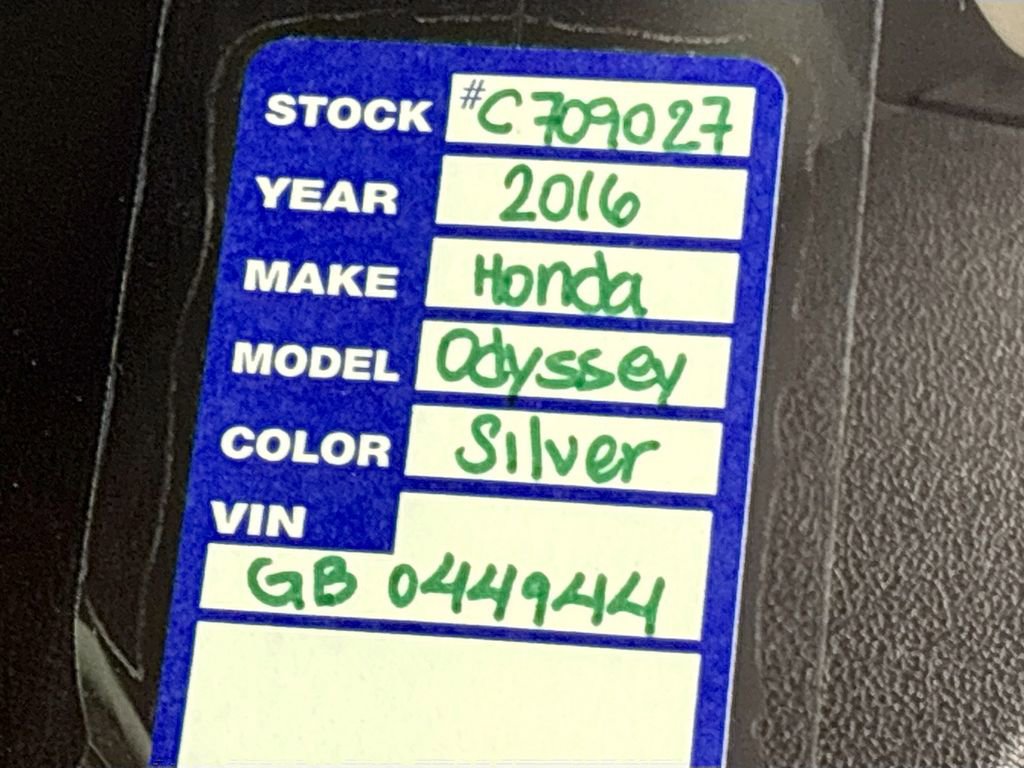 STOCK #C709027
YEAR 2016
MAKE Honda
MODEL Odyssey
COLOR Silver
VIN
GB 044944